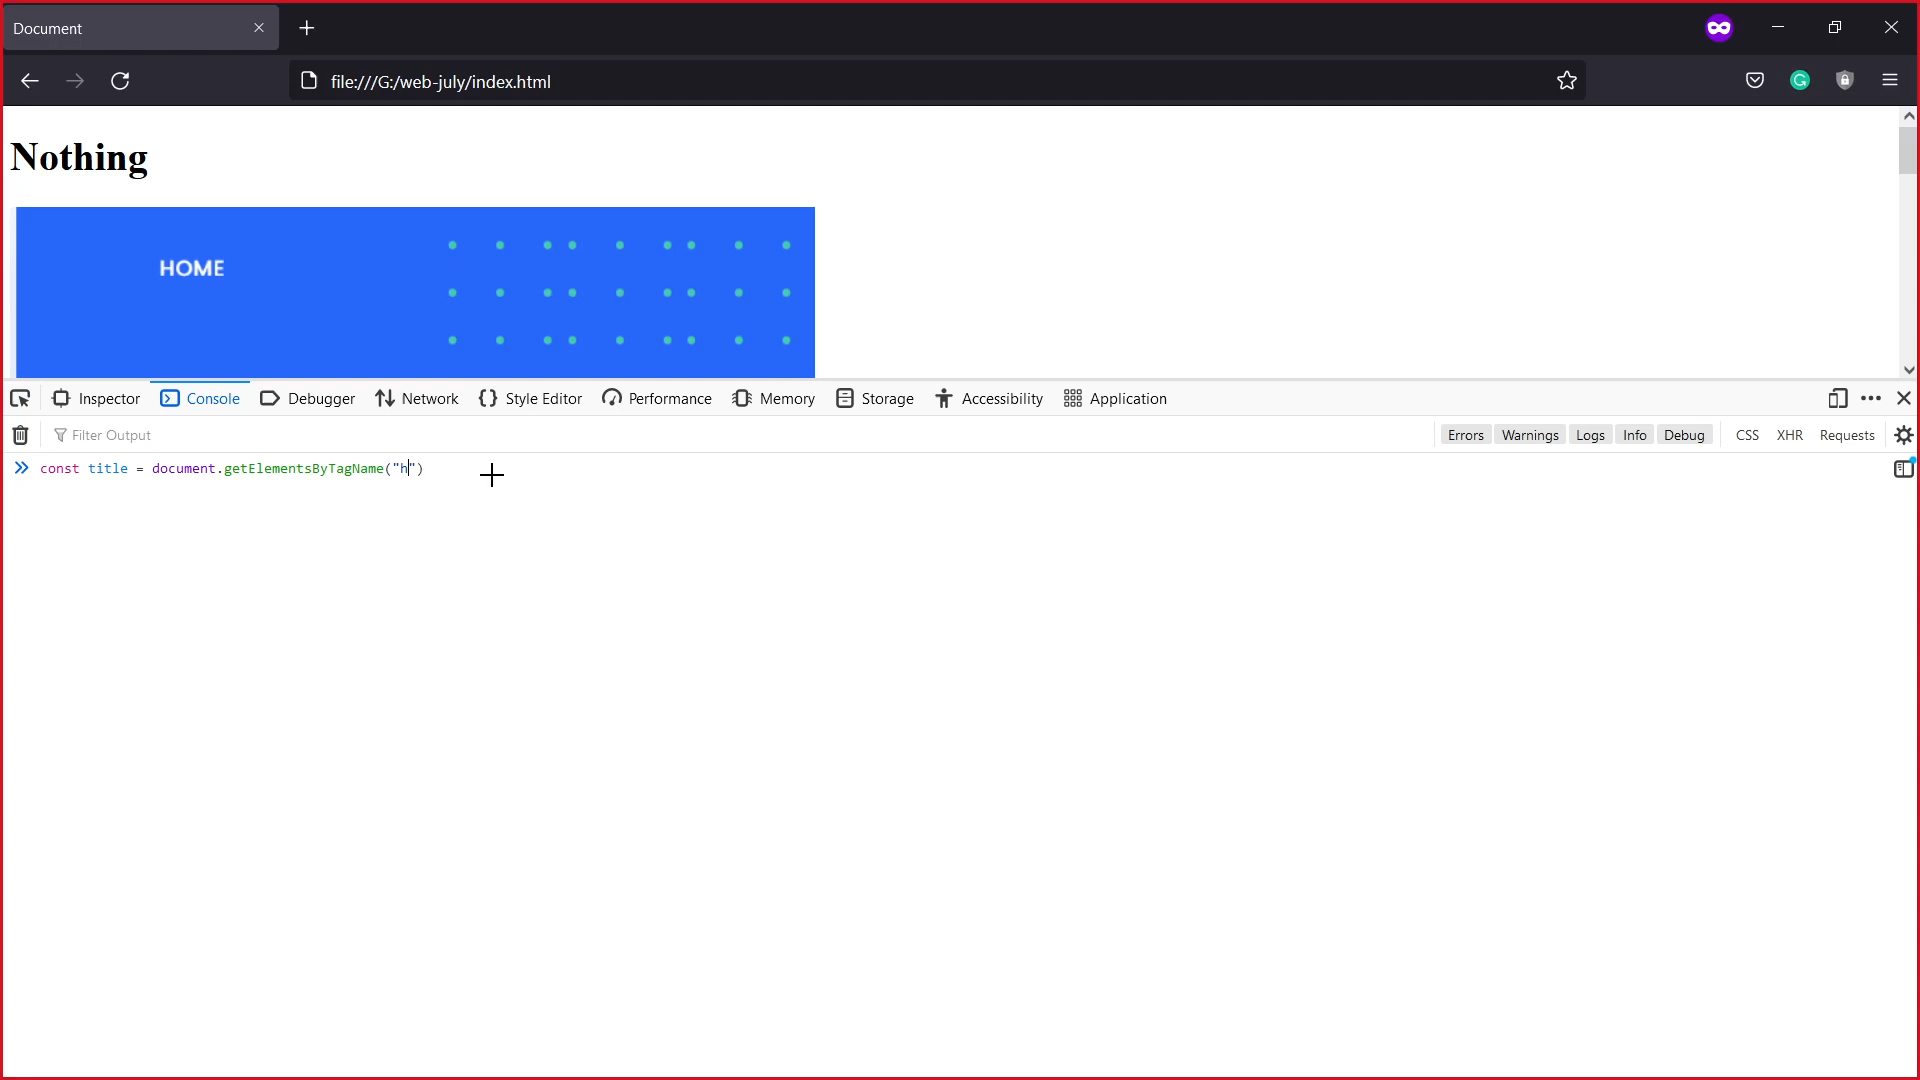 Document
file:///G:/web-july/index.html
Nothing
HOME
Inspector Console Debugger Network Style Editor Performance Memory Storage Accessibility Application
Filter Output Errors Warnings Logs Info Debug CSS XHR Requests
const title = document.getElementsByTagName("h")